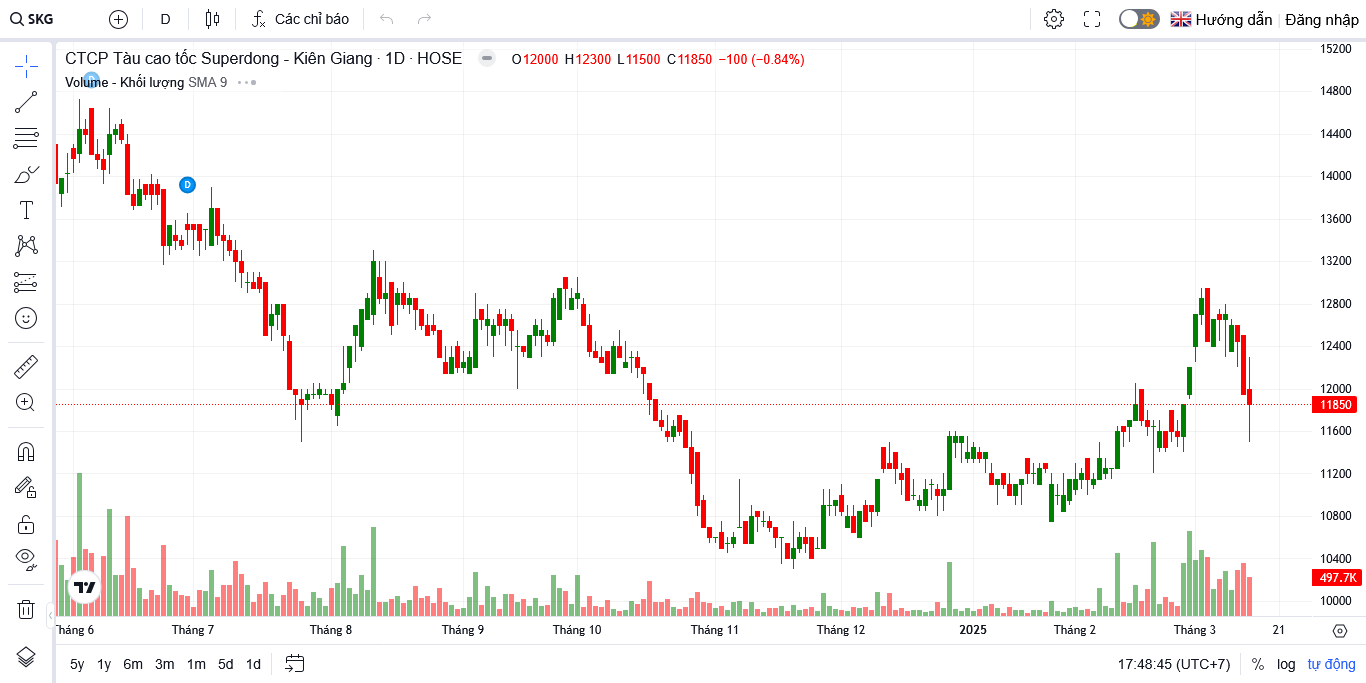 SKG D Các chỉ báo Hướng dẫn Đăng nhập
CTCP Tàu cao tốc Superdong - Kiên Giang · 1D · HOSE O12000 H12300 L11500 C11850 −100 (−0.84%)
Volume - Khối lượng SMA 9
D
15200
14800
14400
14000
13600
13200
12800
12400
12000
11850
11600
11200
10800
10400
497.7K
10000
Tháng 6 Tháng 7 Tháng 8 Tháng 9 Tháng 10 Tháng 11 Tháng 12 2025 Tháng 2 Tháng 3 21
5y 1y 6m 3m 1m 5d 1d 17:48:45 (UTC+7) % log tự động